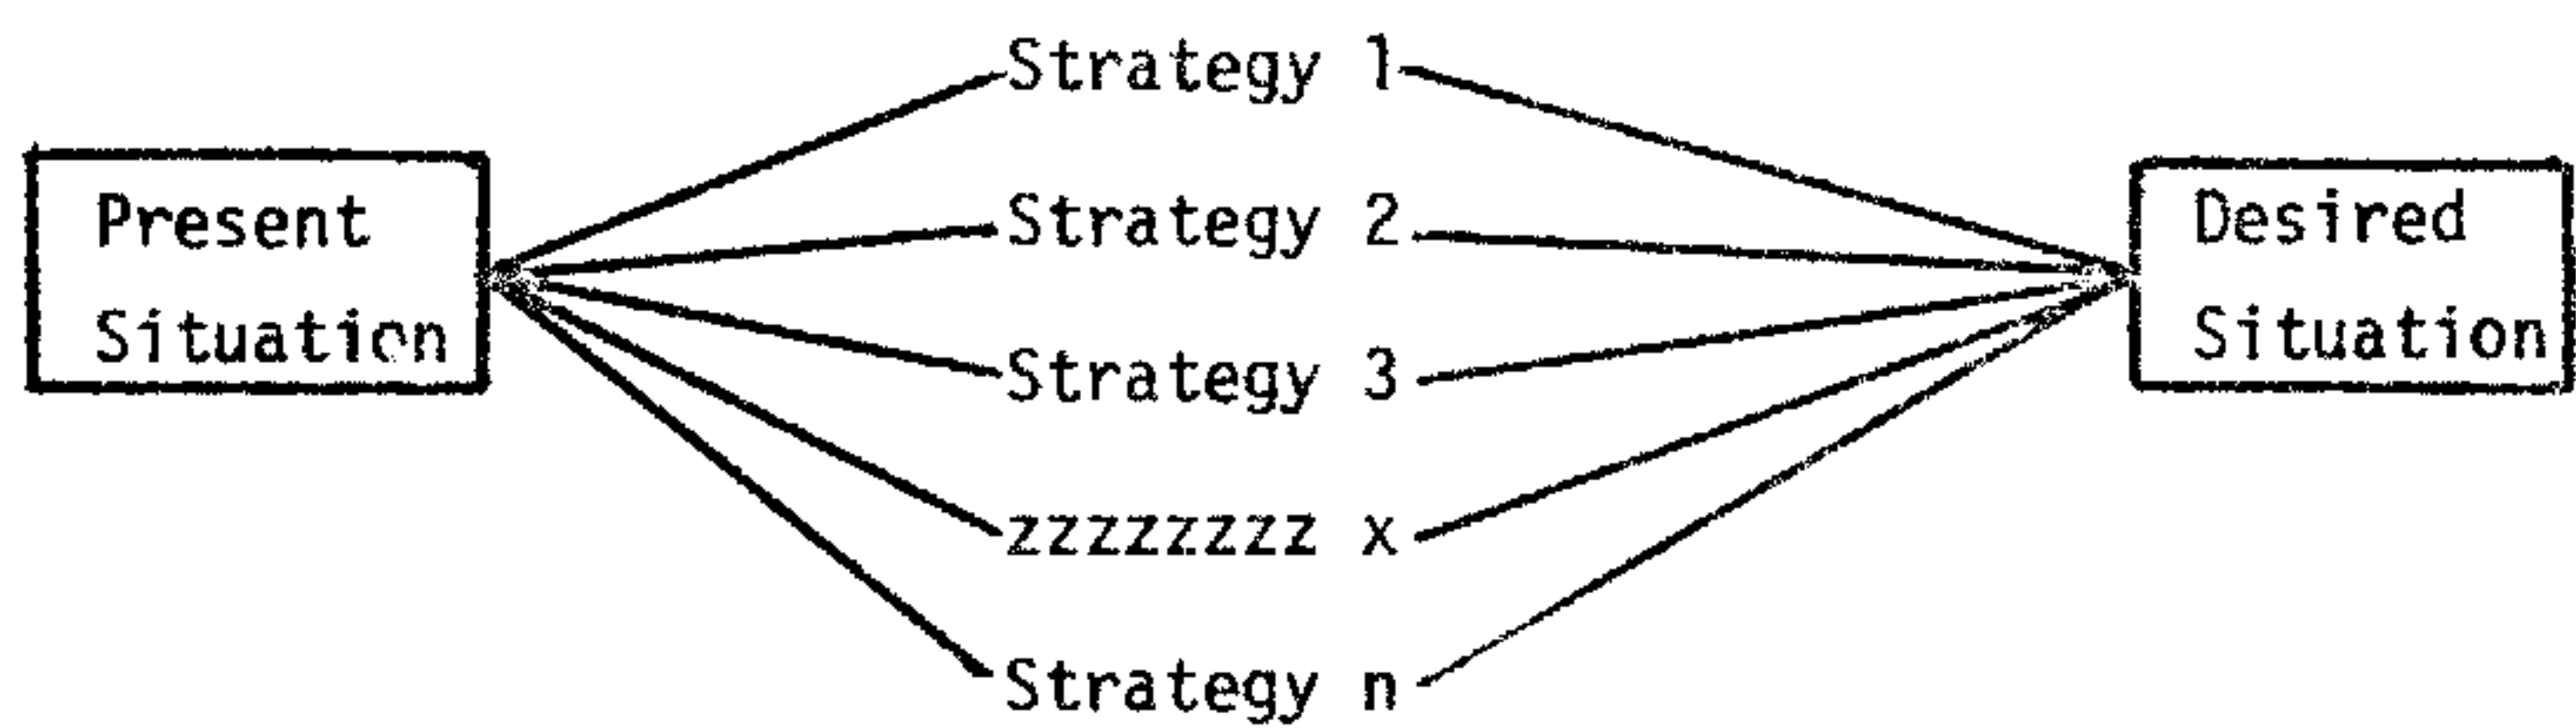 Present
Situation
Strategy 1
Strategy 2
Strategy 3
zzzzzzzz x
Strategy n
Desired
Situation